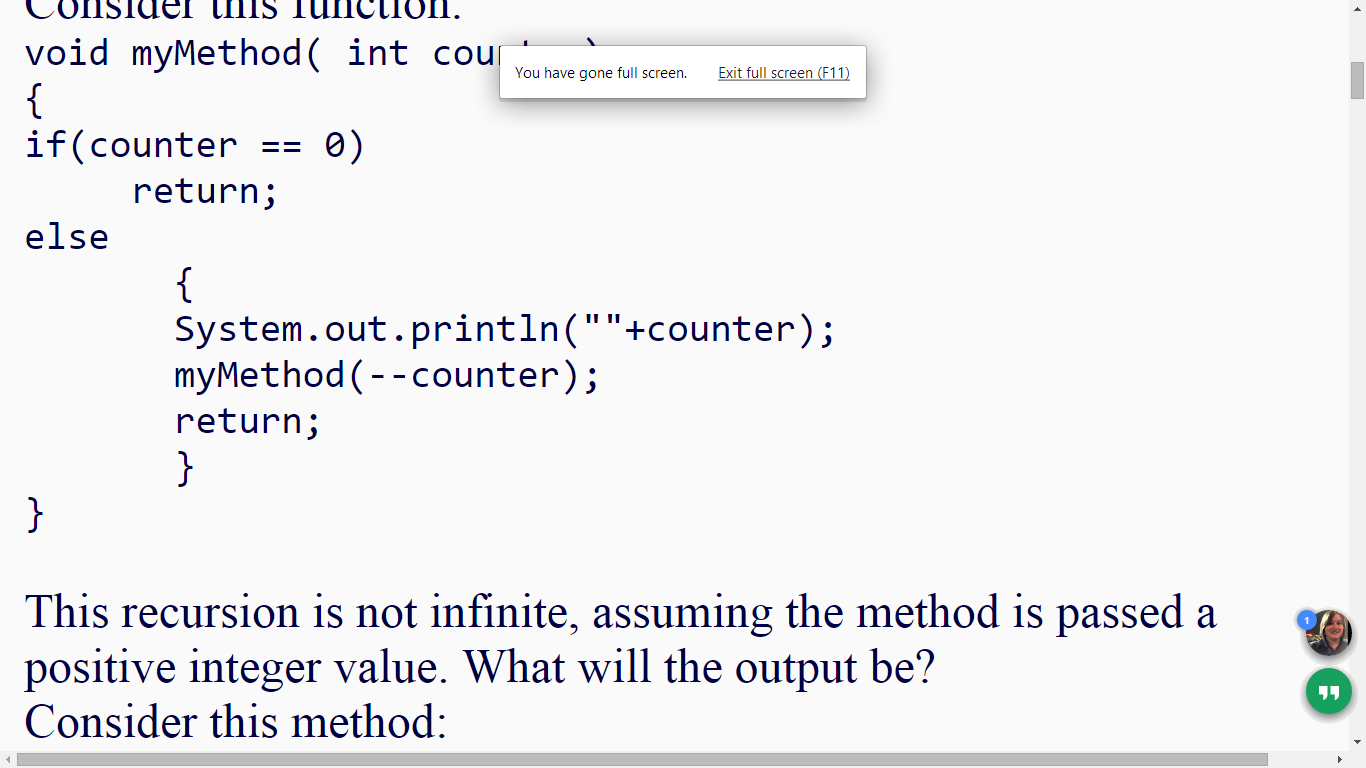 Consider this function.
void myMethod( int
You have gone full screen. Exit full screen (F11)
{
if(counter == 0)
return;
else
{
System.out.println(""+counter);
myMethod(--counter);
return;
}
}
This recursion is not infinite, assuming the method is passed a
positive integer value. What will the output be?
Consider this method:
1